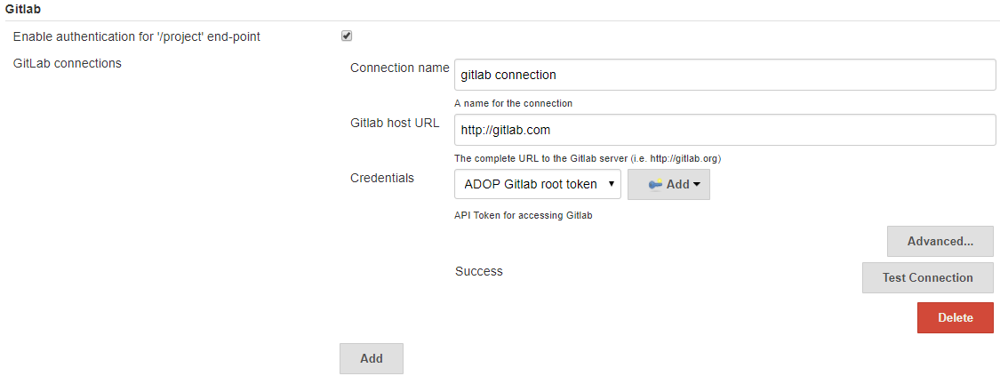 Gitlab
Enable authentication for '/project' end-point
GitLab connections
Connection name
gitlab connection
A name for the connection
Gitlab host URL
http://gitlab.com
The complete URL to the Gitlab server (i.e. http://gitlab.org)
Credentials
ADOP Gitlab root token
Add
API Token for accessing Gitlab
Advanced...
Success
Test Connection
Delete
Add